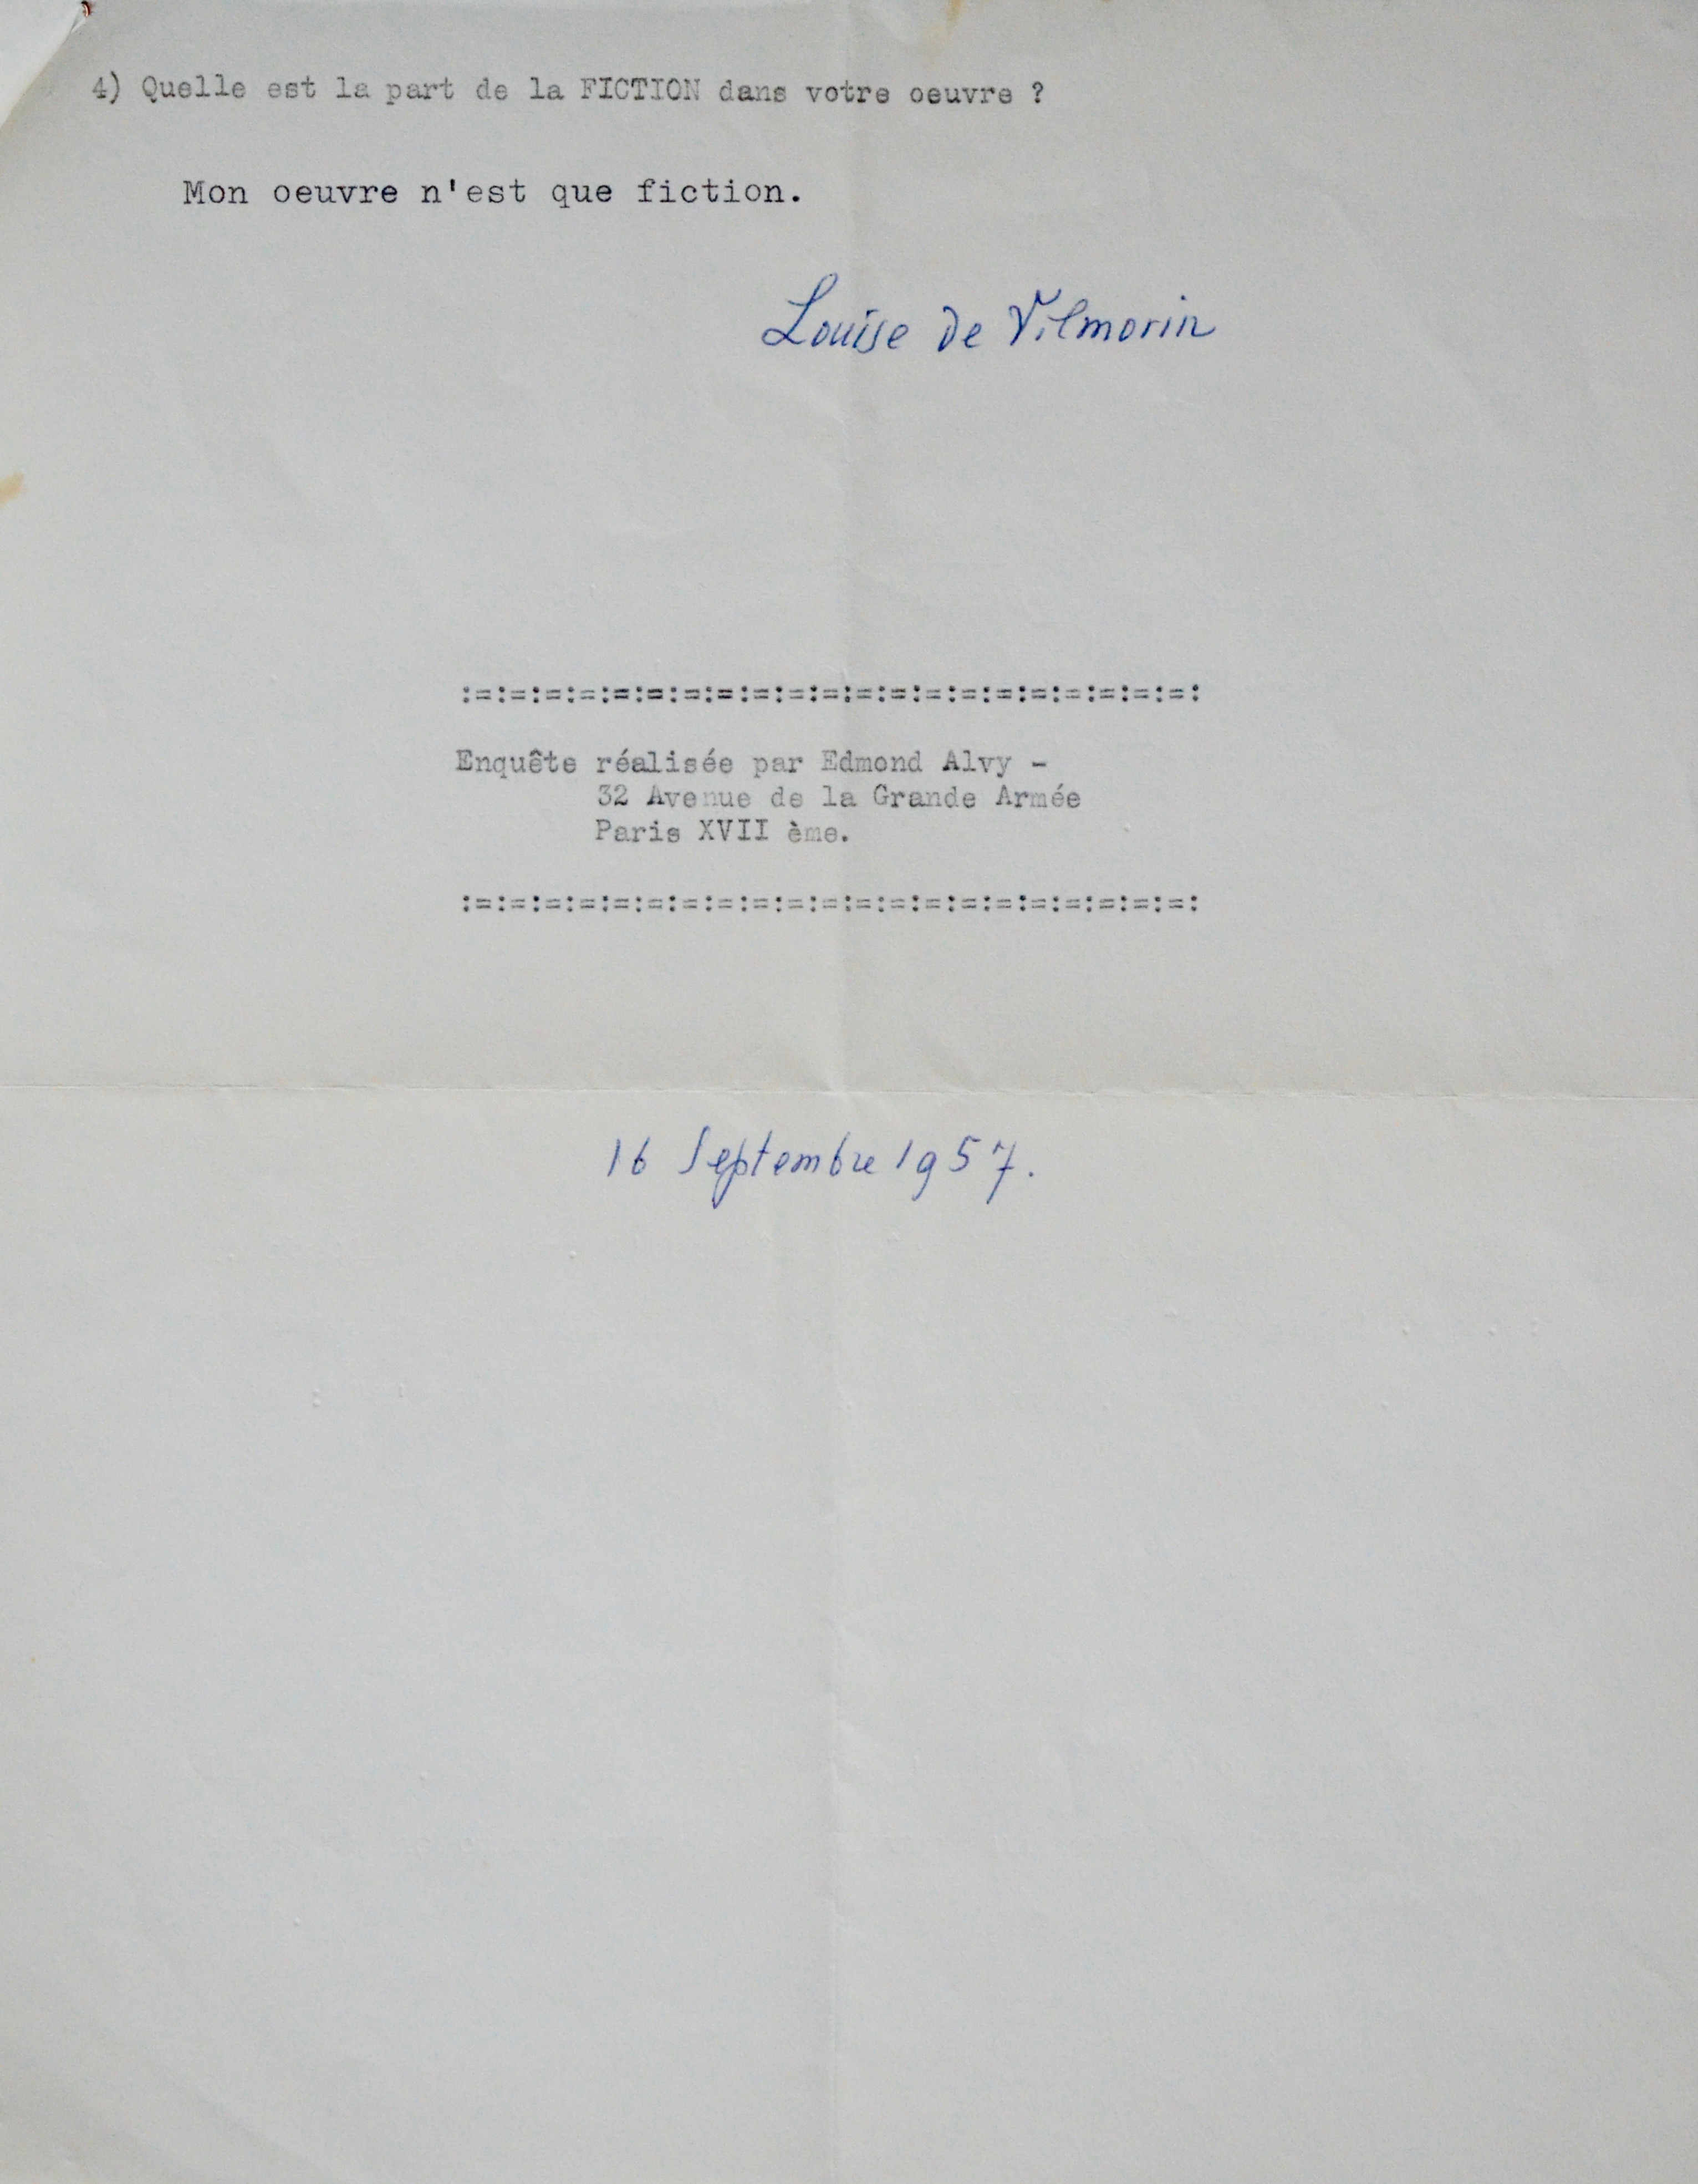 4) Quelle est la part de la FICTION dans votre oeuvre ?
Mon oeuvre n'est que fiction.
Louise de Vilmorin
:=:=:=:=:=:=:=:=:=:=:=:=:=:=:=:=:=:=:=:=:=:
Enquête réalisée par Edmond Alvy -
32 Avenue de la Grande Armée
Paris XVII ème.
:=:=:=:=:=:=:=:=:=:=:=:=:=:=:=:=:=:=:=:=:=:
16 Septembre 1957.